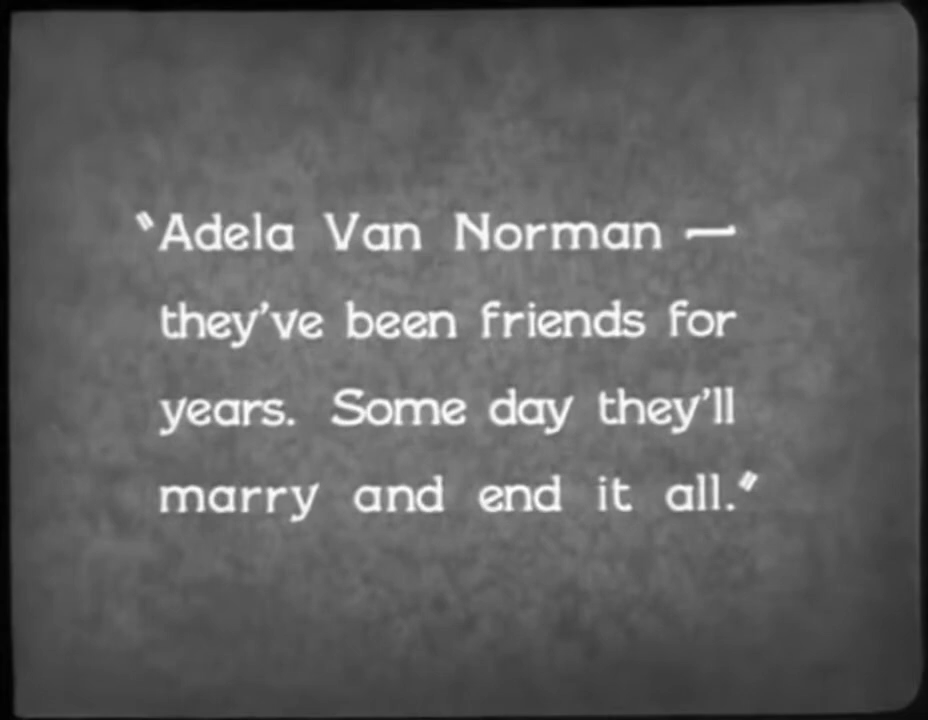 "Adela Van Norman —
they've been friends for
years. Some day they'll
marry and end it all."